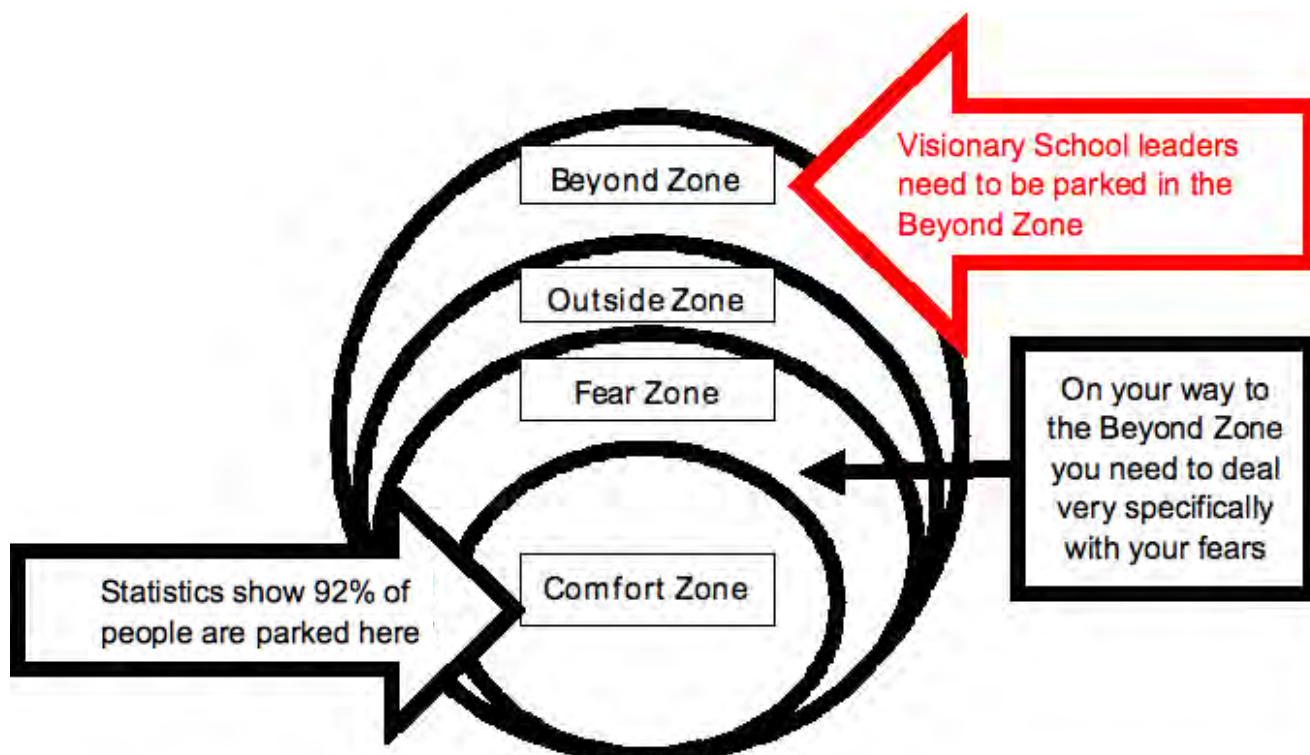 Beyond Zone
Visionary School leaders
need to be parked in the
Beyond Zone
Outside Zone
Fear Zone
On your way to
the Beyond Zone
you need to deal
very specifically
with your fears
Comfort Zone
Statistics show 92% of
people are parked here